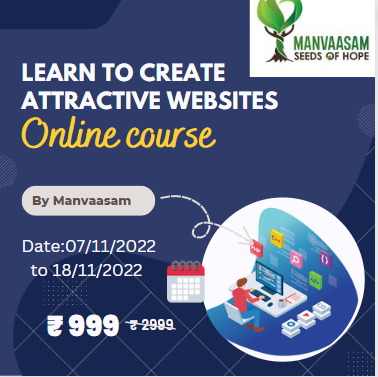 MANVAASAM
SEEDS OF HOPE
LEARN TO CREATE
ATTRACTIVE WEBSITES
Online course
By Manvaasam
Date:07/11/2022
to 18/11/2022
₹ 999 ₹ 2999